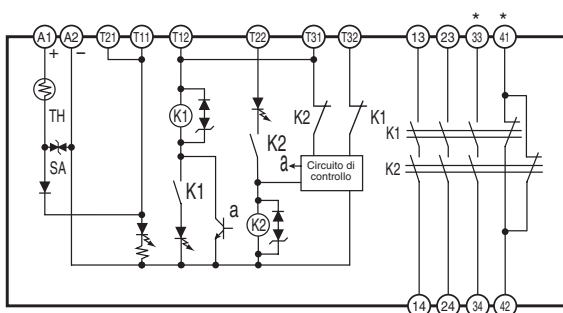 * *
A1 A2 T21 T11 T12 T22 T31 T32 13 23 33 41
+ −
TH
K1
K2 K1
K1
SA
K2
a
Circuito di
controllo
K2
K1
a
K2
14 24 34 42